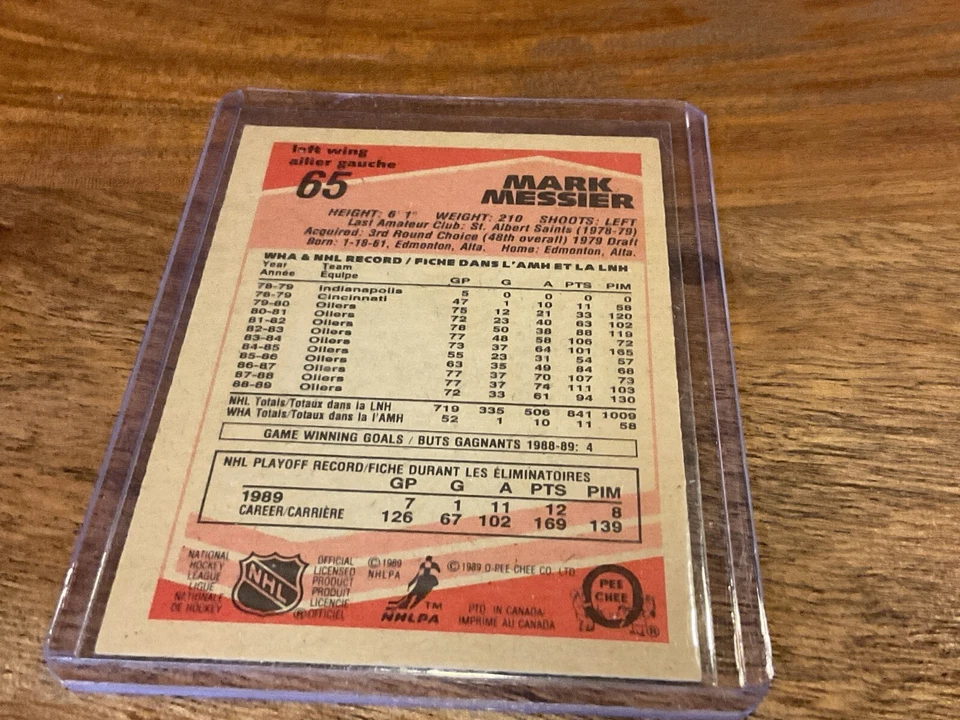 left wing
ailier gauche
65
MARK
MESSIER
HEIGHT: 6' 1" WEIGHT: 210 SHOOTS: LEFT
Last Amateur Club: St. Albert Saints (1978-79)
Acquired: 3rd Round Choice (48th overall) 1979 Draft
Born: 1-18-61, Edmonton, Alta. Home: Edmonton, Alta.
WHA & NHL RECORD / FICHE DANS L'AMH ET LA LNH
Year Team
Année Équipe GP G A PTS PIM
78-79 Indianapolis 5 0 0 0 0
78-79 Cincinnati 47 1 10 11 58
79-80 Oilers 75 12 21 33 120
80-81 Oilers 72 23 40 63 102
81-82 Oilers 78 50 38 88 119
82-83 Oilers 77 48 58 106 72
83-84 Oilers 73 37 64 101 165
84-85 Oilers 55 23 31 54 57
85-86 Oilers 63 35 49 84 68
86-87 Oilers 77 37 70 107 73
87-88 Oilers 77 37 74 111 103
88-89 Oilers 72 33 61 94 130
NHL Totals/Totaux dans la LNH 719 335 506 841 1009
WHA Totals/Totaux dans la l'AMH 52 1 10 11 58
GAME WINNING GOALS / BUTS GAGNANTS 1988-89: 4
NHL PLAYOFF RECORD/FICHE DURANT LES ÉLIMINATOIRES
GP G A PTS PIM
1989 7 1 11 12 8
CAREER/CARRIÈRE 126 67 102 169 139
NATIONAL
HOCKEY
LEAGUE
LIGUE
NATIONALE
DE HOCKEY
NHL
®
OFFICIAL
LICENSED
PRODUCT
PRODUIT
LICENCIE
OFFICIEL
© 1989
NHLPA
TM
NHLPA
© 1989 O-PEE-CHEE CO. LTD.
PTD. IN CANADA/
IMPRIMÉ AU CANADA
PEE
CHEE
®